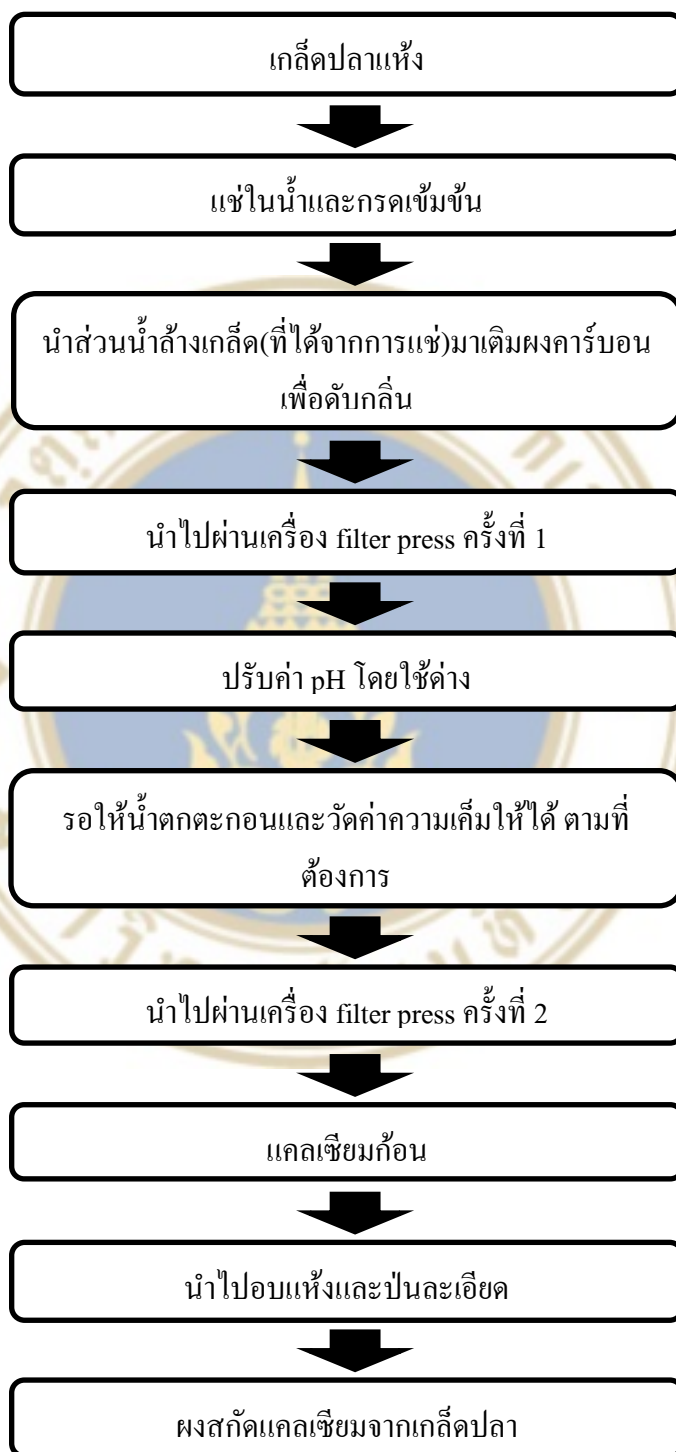 เกล็ดปลาแห้ง
แช่ในน้ำและกรดเข้มข้น
นำส่วนน้ำล้างเกล็ด(ที่ได้จากการแช่)มาเติมผงคาร์บอน
เพื่อดับกลิ่น
นำไปผ่านเครื่อง filter press ครั้งที่ 1
ปรับค่า pH โดยใช้ด่าง
รอให้น้ำตกตะกอนและวัดค่าความเค็มให้ได้ ตามที่
ต้องการ
นำไปผ่านเครื่อง filter press ครั้งที่ 2
แคลเซียมก้อน
นำไปอบแห้งและป่นละเอียด
ผงสกัดแคลเซียมจากเกล็ดปลา